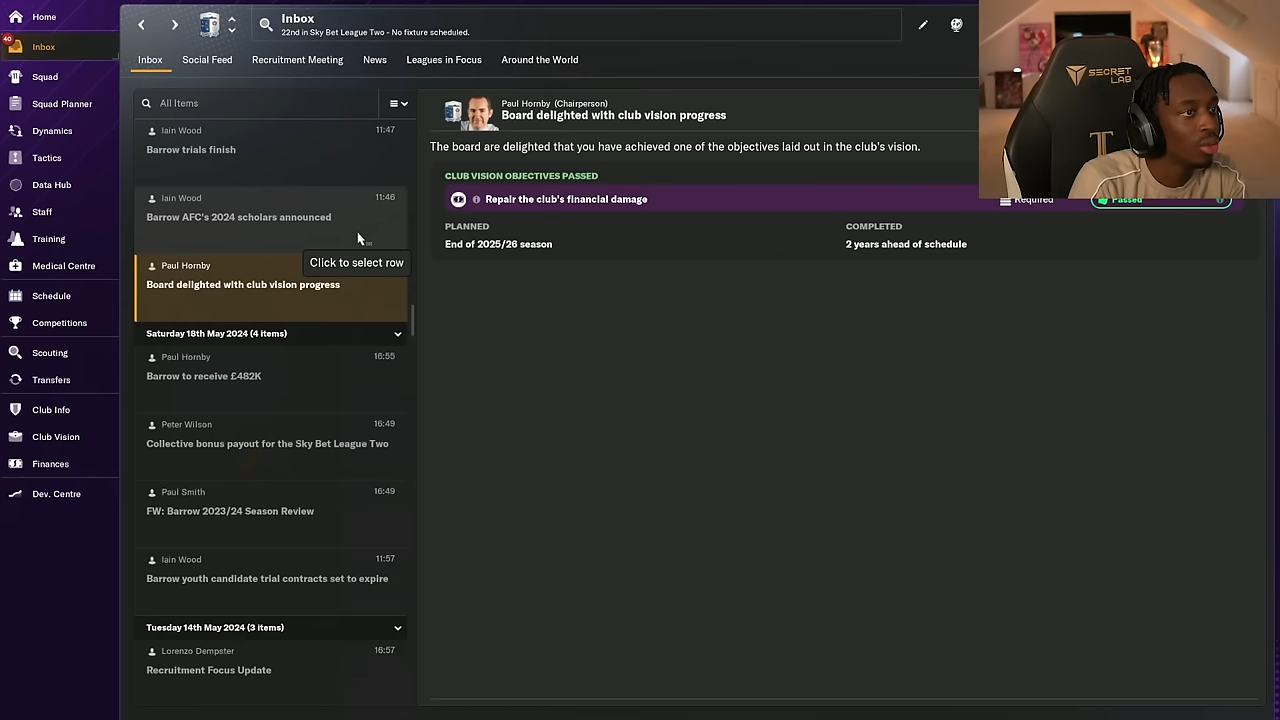 Home
40
Inbox
Squad
Squad Planner
Dynamics
Tactics
Data Hub
Staff
Training
Medical Centre
Schedule
Competitions
Scouting
Transfers
Club Info
Club Vision
Finances
Dev. Centre
Inbox
22nd in Sky Bet League Two - No fixture scheduled.
Inbox
Social Feed
Recruitment Meeting
News
Leagues in Focus
Around the World
All Items
Iain Wood
11:47
Barrow trials finish
Iain Wood
11:46
Barrow AFC's 2024 scholars announced
Click to select row
Paul Hornby
Board delighted with club vision progress
Saturday 18th May 2024 (4 items)
Paul Hornby
16:55
Barrow to receive £482K
Peter Wilson
16:49
Collective bonus payout for the Sky Bet League Two
Paul Smith
16:49
FW: Barrow 2023/24 Season Review
Iain Wood
11:57
Barrow youth candidate trial contracts set to expire
Tuesday 14th May 2024 (3 items)
Lorenzo Dempster
16:57
Recruitment Focus Update
Paul Hornby (Chairperson)
Board delighted with club vision progress
The board are delighted that you have achieved one of the objectives laid out in the club's vision.
CLUB VISION OBJECTIVES PASSED
Repair the club's financial damage
Required
Passed
PLANNED
End of 2025/26 season
COMPLETED
2 years ahead of schedule
SECRET
LAB